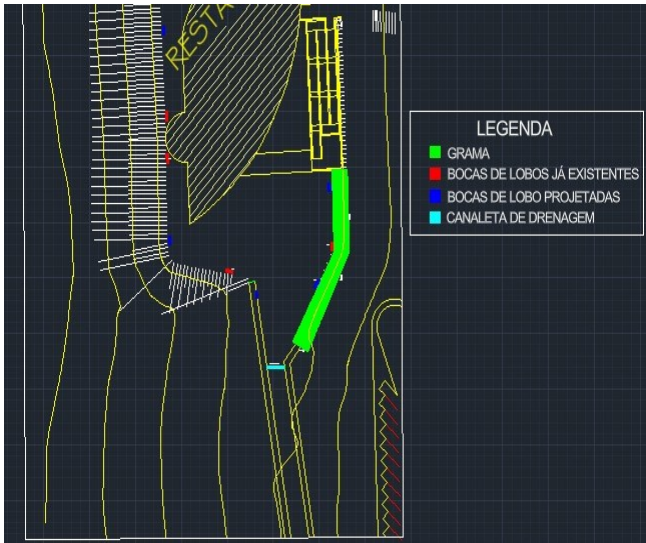 RESTA
LEGENDA
GRAMA
BOCAS DE LOBOS JÁ EXISTENTES
BOCAS DE LOBO PROJETADAS
CANALETA DE DRENAGEM